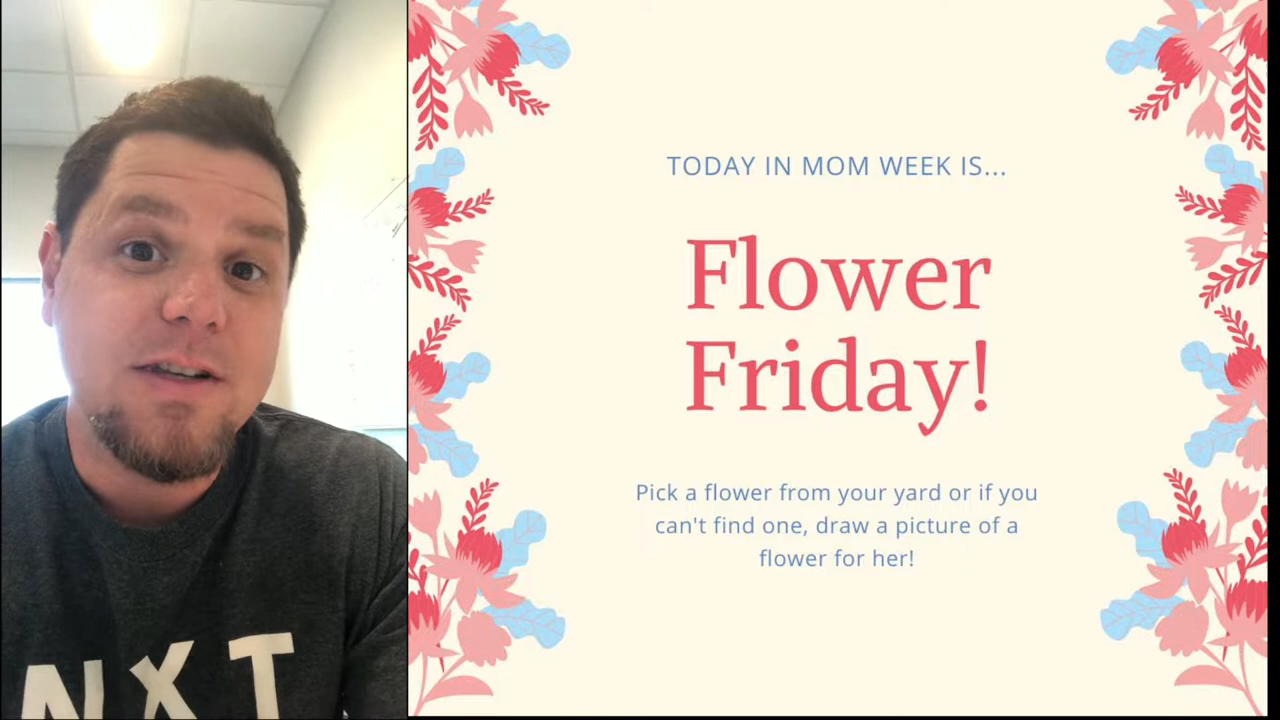 TODAY IN MOM WEEK IS...
Flower
Friday!
Pick a flower from your yard or if you
can't find one, draw a picture of a
flower for her!
NXT